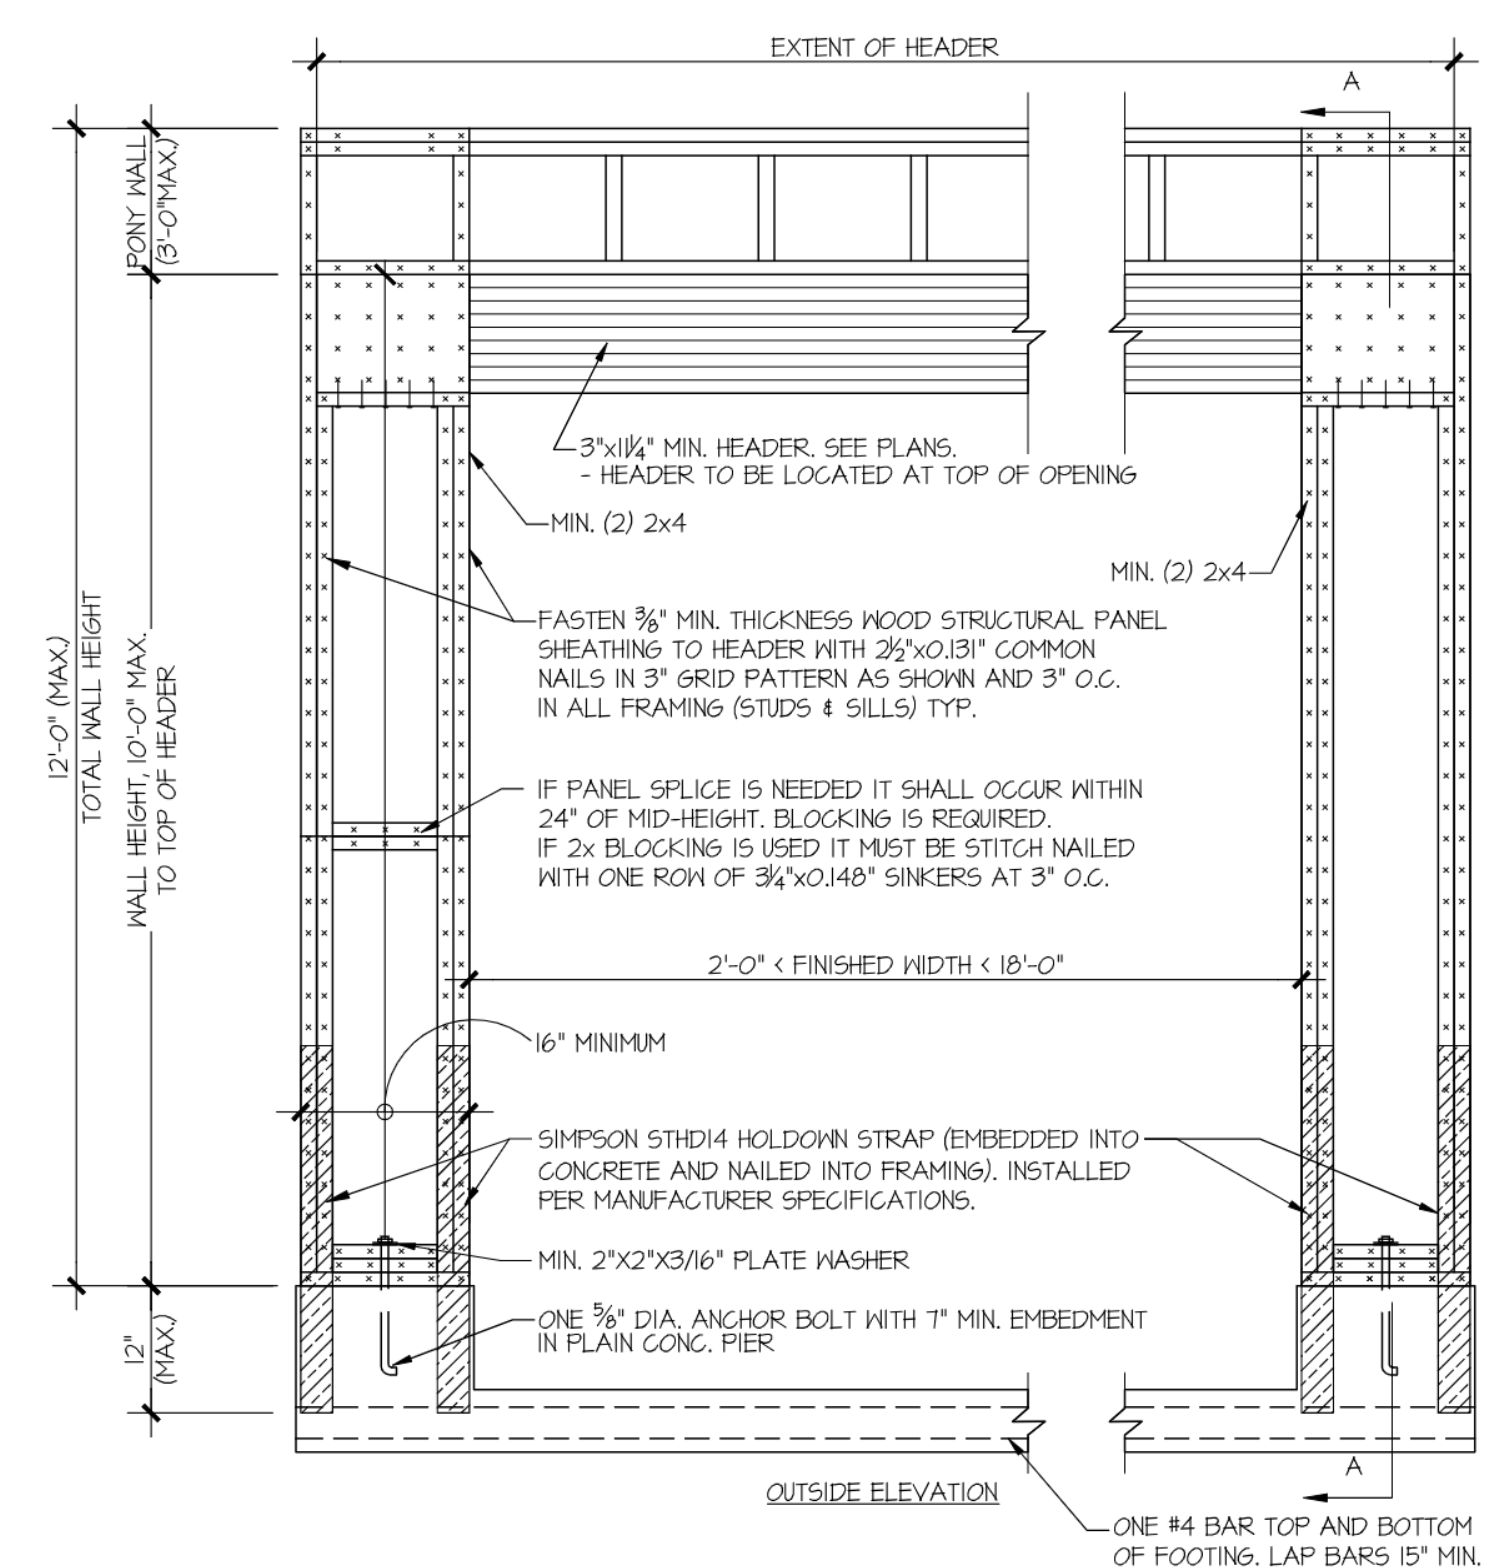 EXTENT OF HEADER
A
PONY WALL
(3'-0"MAX.)
12'-0" (MAX.)
TOTAL WALL HEIGHT
WALL HEIGHT, 10'-0" MAX.
TO TOP OF HEADER
3"x11¼" MIN. HEADER. SEE PLANS.
- HEADER TO BE LOCATED AT TOP OF OPENING
MIN. (2) 2x4
MIN. (2) 2x4
FASTEN ⅜" MIN. THICKNESS WOOD STRUCTURAL PANEL
SHEATHING TO HEADER WITH 2½"x0.131" COMMON
NAILS IN 3" GRID PATTERN AS SHOWN AND 3" O.C.
IN ALL FRAMING (STUDS & SILLS) TYP.
IF PANEL SPLICE IS NEEDED IT SHALL OCCUR WITHIN
24" OF MID-HEIGHT. BLOCKING IS REQUIRED.
IF 2x BLOCKING IS USED IT MUST BE STITCH NAILED
WITH ONE ROW OF 3¼"x0.148" SINKERS AT 3" O.C.
2'-0" < FINISHED WIDTH < 18'-0"
16" MINIMUM
SIMPSON STHD14 HOLDOWN STRAP (EMBEDDED INTO
CONCRETE AND NAILED INTO FRAMING). INSTALLED
PER MANUFACTURER SPECIFICATIONS.
MIN. 2"X2"X3/16" PLATE WASHER
ONE ⅝" DIA. ANCHOR BOLT WITH 7" MIN. EMBEDMENT
IN PLAIN CONC. PIER
12"
(MAX.)
A
OUTSIDE ELEVATION
ONE #4 BAR TOP AND BOTTOM
OF FOOTING. LAP BARS 15" MIN.